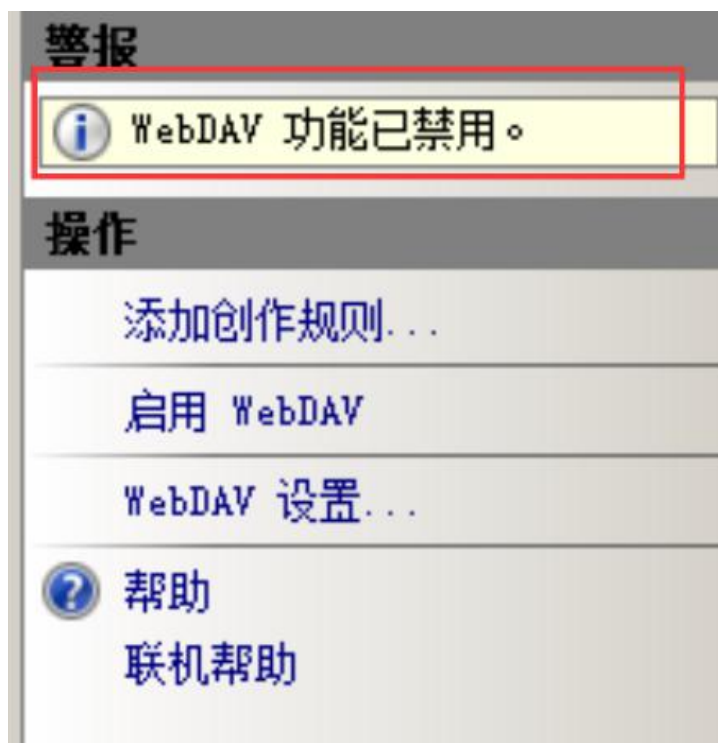 警报
WebDAV 功能已禁用。
操作
添加创作规则...
启用 WebDAV
WebDAV 设置...
帮助
联机帮助